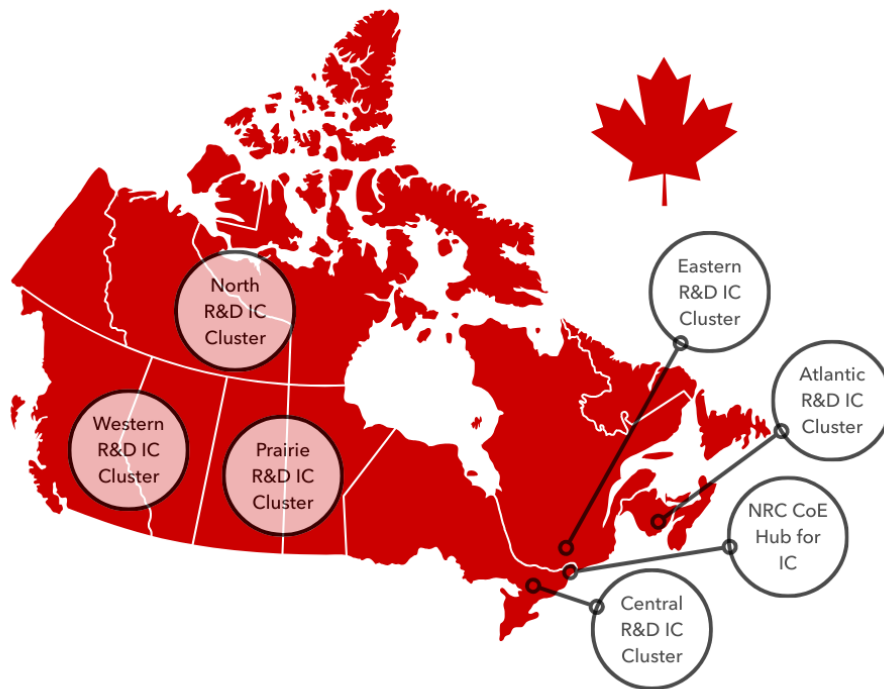 North
R&D IC
Cluster
Western
R&D IC
Cluster
Prairie
R&D IC
Cluster
Eastern
R&D IC
Cluster
Atlantic
R&D IC
Cluster
NRC CoE
Hub for
IC
Central
R&D IC
Cluster